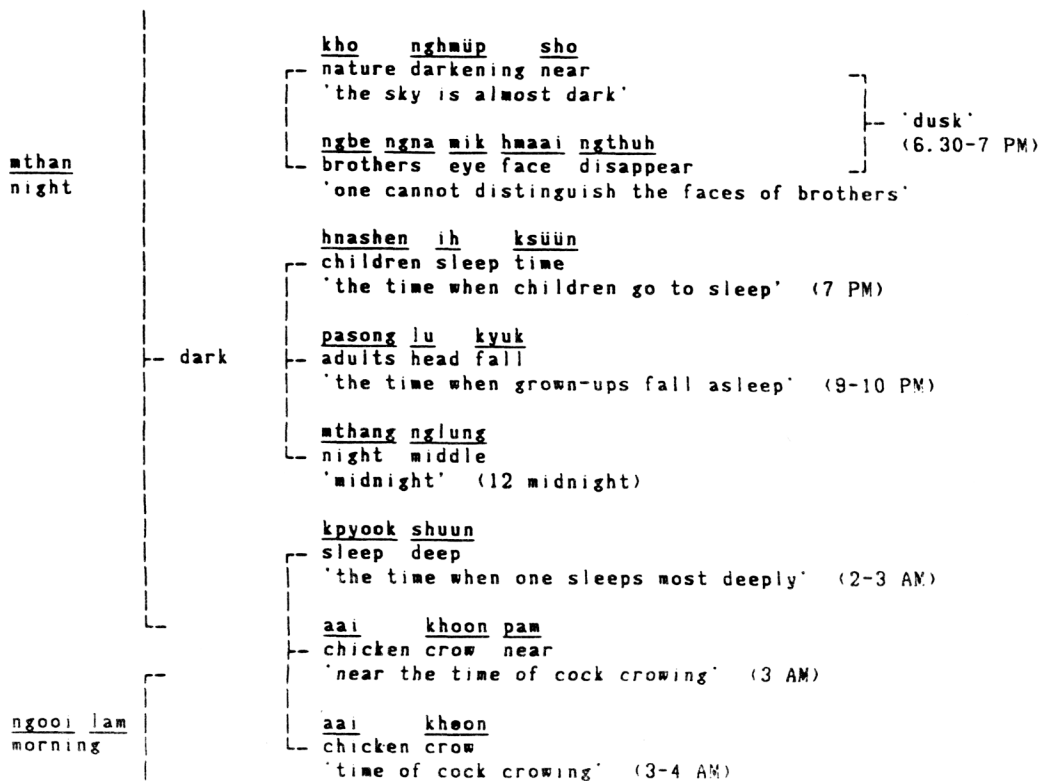 kho nghmüp sho
nature darkening near
'the sky is almost dark'
'dusk'
(6.30-7 PM)
ngbe ngna mik hmaai ngthuh
brothers eye face disappear
'one cannot distinguish the faces of brothers'
mthan
night
hnashen ih ksüün
children sleep time
'the time when children go to sleep' (7 PM)
dark
pasong lu kyuk
adults head fall
'the time when grown-ups fall asleep' (9-10 PM)
mthang nglung
night middle
'midnight' (12 midnight)
kpyook shuun
sleep deep
'the time when one sleeps most deeply' (2-3 AM)
aai khoon pam
chicken crow near
'near the time of cock crowing' (3 AM)
ngooi lam
morning
aai khoon
chicken crow
'time of cock crowing' (3-4 AM)